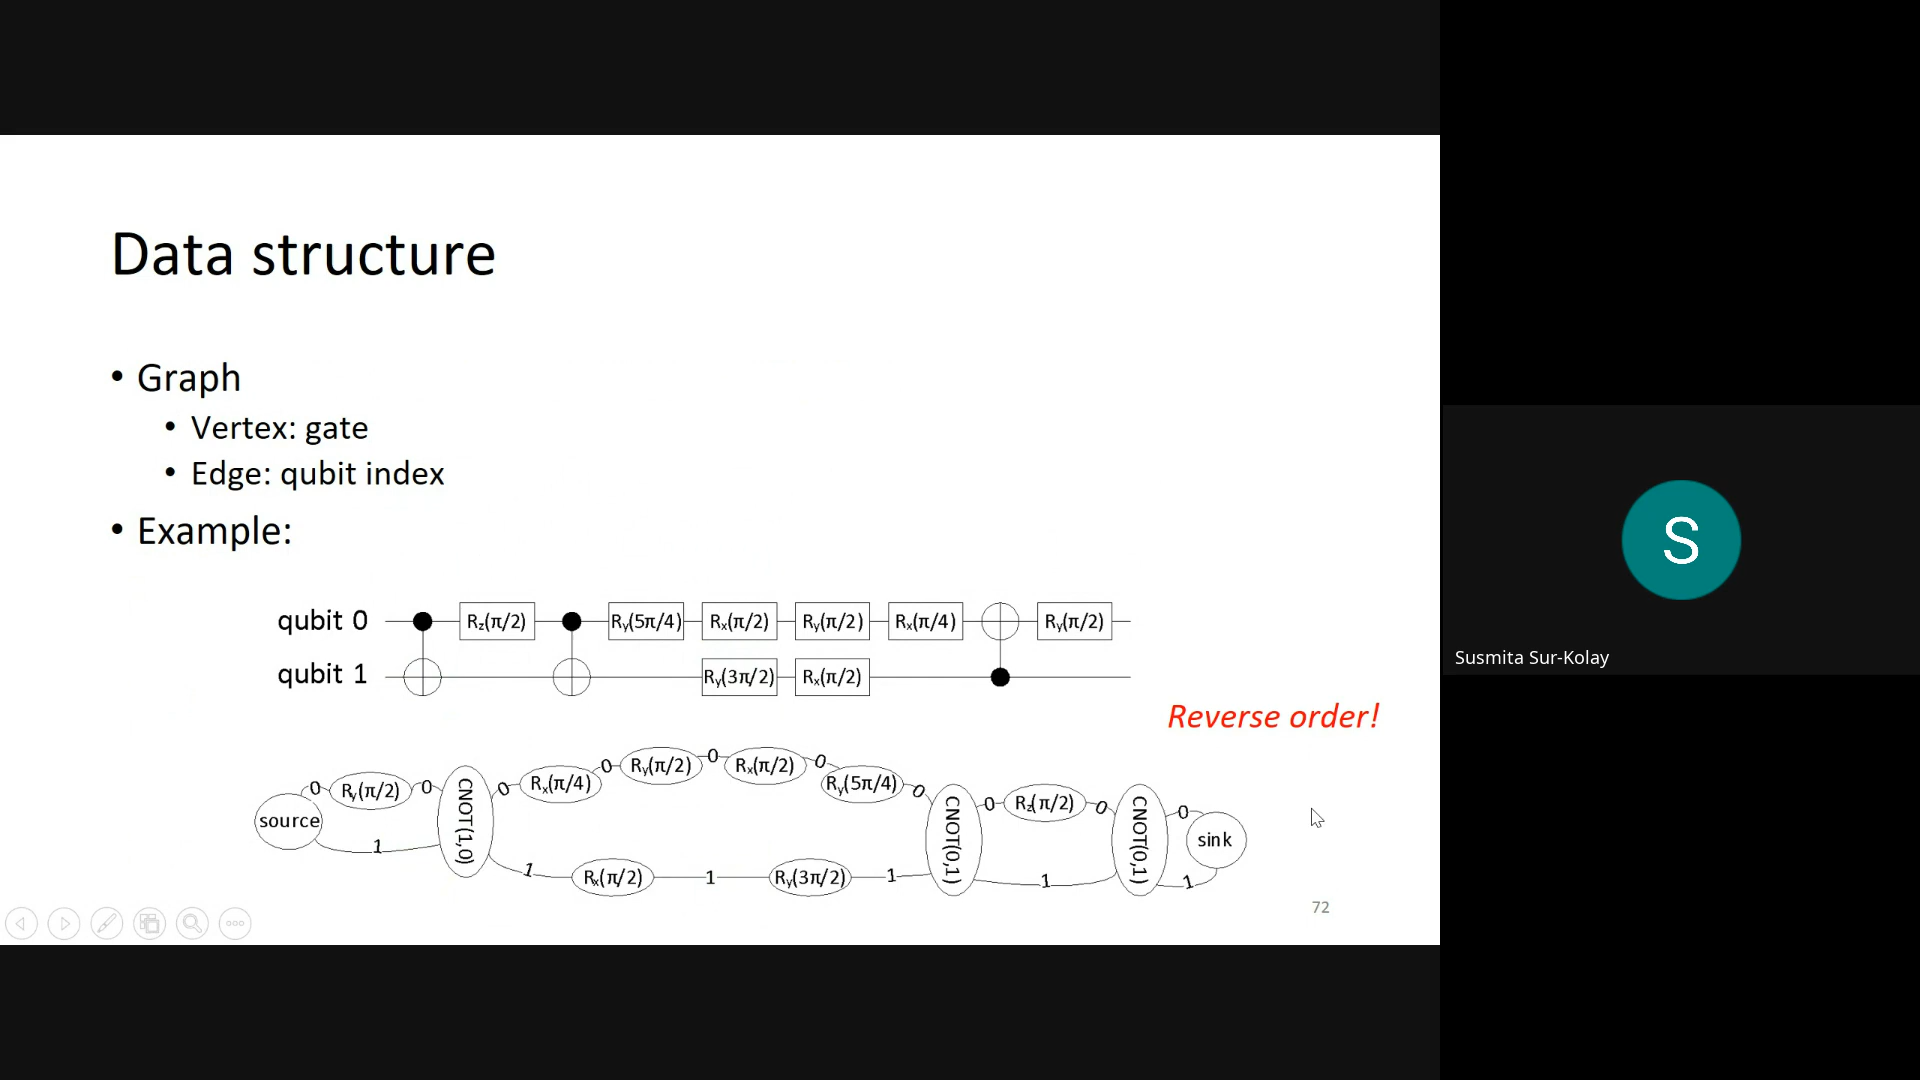 Data structure
• Graph
• Vertex: gate
• Edge: qubit index
• Example:
qubit 0 Rz(π/2) Ry(5π/4) Rx(π/2) Ry(π/2) Rx(π/4) Ry(π/2)
qubit 1 Ry(3π/2) Rx(π/2)
Reverse order!
source 0 Ry(π/2) 0 CNOT(1,0) 0 Rx(π/4) 0 Ry(π/2) 0 Rx(π/2) 0 Ry(5π/4) 0 CNOT(0,1) 0 Rz(π/2) 0 CNOT(0,1) 0 sink
1 1 Rx(π/2) 1 Ry(3π/2) 1 1 1
72
S
Susmita Sur-Kolay